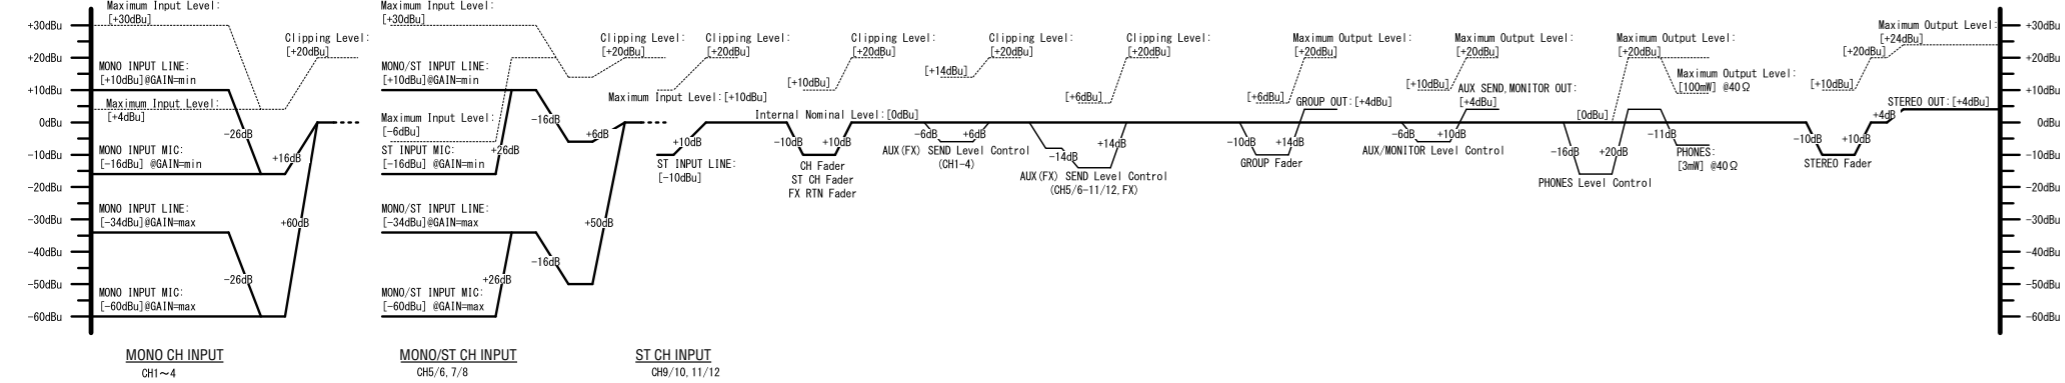 +30dBu
+20dBu
+10dBu
0dBu
-10dBu
-20dBu
-30dBu
-40dBu
-50dBu
-60dBu
Maximum Input Level:
[+30dBu]
Clipping Level:
[+20dBu]
MONO INPUT LINE:
[+10dBu]@GAIN=min
Maximum Input Level:
[+4dBu]
-26dB
MONO INPUT MIC:
[-16dBu] @GAIN=min
+16dB
MONO INPUT LINE:
[-34dBu]@GAIN=max
+60dB
-26dB
MONO INPUT MIC:
[-60dBu]@GAIN=max
MONO CH INPUT
CH1~4
Maximum Input Level:
[+30dBu]
Clipping Level:
[+20dBu]
MONO/ST INPUT LINE:
[+10dBu]@GAIN=min
Maximum Input Level:
[-6dBu]
-16dB
+6dB
ST INPUT MIC:
[-16dBu] @GAIN=min
+26dB
MONO/ST INPUT LINE:
[-34dBu]@GAIN=max
+50dB
-16dB
+26dB
MONO/ST INPUT MIC:
[-60dBu] @GAIN=max
MONO/ST CH INPUT
CH5/6, 7/8
Clipping Level:
[+20dBu]
Maximum Input Level:[+10dBu]
+10dB
ST INPUT LINE:
[-10dBu]
ST CH INPUT
CH9/10, 11/12
Internal Nominal Level:[0dBu]
Clipping Level:
[+20dBu]
[+10dBu]
-10dB
+10dB
CH Fader
ST CH Fader
FX RTN Fader
Clipping Level:
[+20dBu]
[+14dBu]
-6dB
+6dB
AUX(FX) SEND Level Control
(CH1-4)
Clipping Level:
[+20dBu]
[+6dBu]
-14dB
+14dB
AUX(FX) SEND Level Control
(CH5/6-11/12, FX)
Maximum Output Level:
[+20dBu]
[+6dBu]
GROUP OUT:[+4dBu]
-10dB
+14dB
GROUP Fader
Maximum Output Level:
[+20dBu]
[+10dBu]
AUX SEND, MONITOR OUT:
[+4dBu]
-6dB
+10dB
AUX/MONITOR Level Control
Maximum Output Level:
[+20dBu]
Maximum Output Level:
[100mW] @40Ω
[0dBu]
-16dB
+20dB
-11dB
PHONES:
[3mW] @40Ω
PHONES Level Control
Maximum Output Level:
[+24dBu]
[+20dBu]
[+10dBu]
STEREO OUT:[+4dBu]
+4dB
-10dB
+10dB
STEREO Fader
+30dBu
+20dBu
+10dBu
0dBu
-10dBu
-20dBu
-30dBu
-40dBu
-50dBu
-60dBu